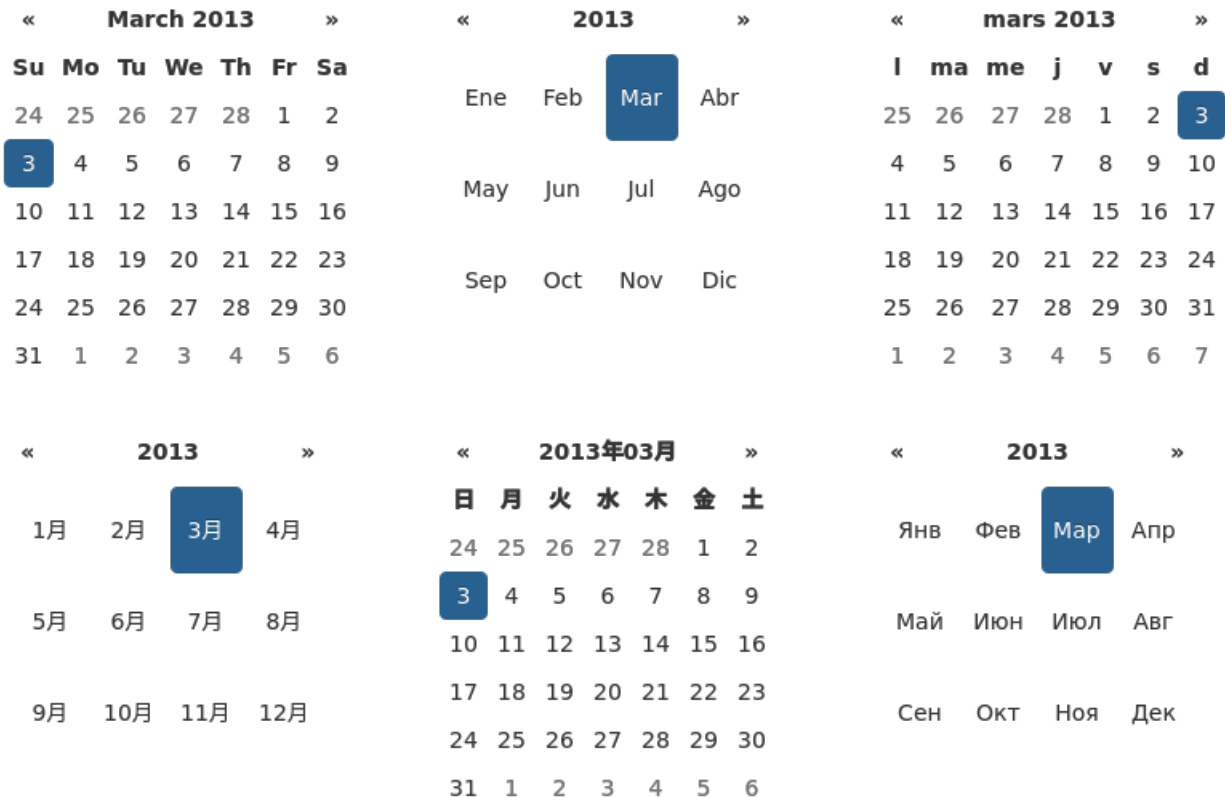 « March 2013 »
Su Mo Tu We Th Fr Sa
24 25 26 27 28 1 2
3 4 5 6 7 8 9
10 11 12 13 14 15 16
17 18 19 20 21 22 23
24 25 26 27 28 29 30
31 1 2 3 4 5 6
« 2013 »
Ene Feb Mar Abr
May Jun Jul Ago
Sep Oct Nov Dic
« mars 2013 »
l ma me j v s d
25 26 27 28 1 2 3
4 5 6 7 8 9 10
11 12 13 14 15 16 17
18 19 20 21 22 23 24
25 26 27 28 29 30 31
1 2 3 4 5 6 7
« 2013 »
1月 2月 3月 4月
5月 6月 7月 8月
9月 10月 11月 12月
« 2013年03月 »
日 月 火 水 木 金 土
24 25 26 27 28 1 2
3 4 5 6 7 8 9
10 11 12 13 14 15 16
17 18 19 20 21 22 23
24 25 26 27 28 29 30
31 1 2 3 4 5 6
« 2013 »
Янв Фев Мар Апр
Май Июн Июл Авг
Сен Окт Ноя Дек